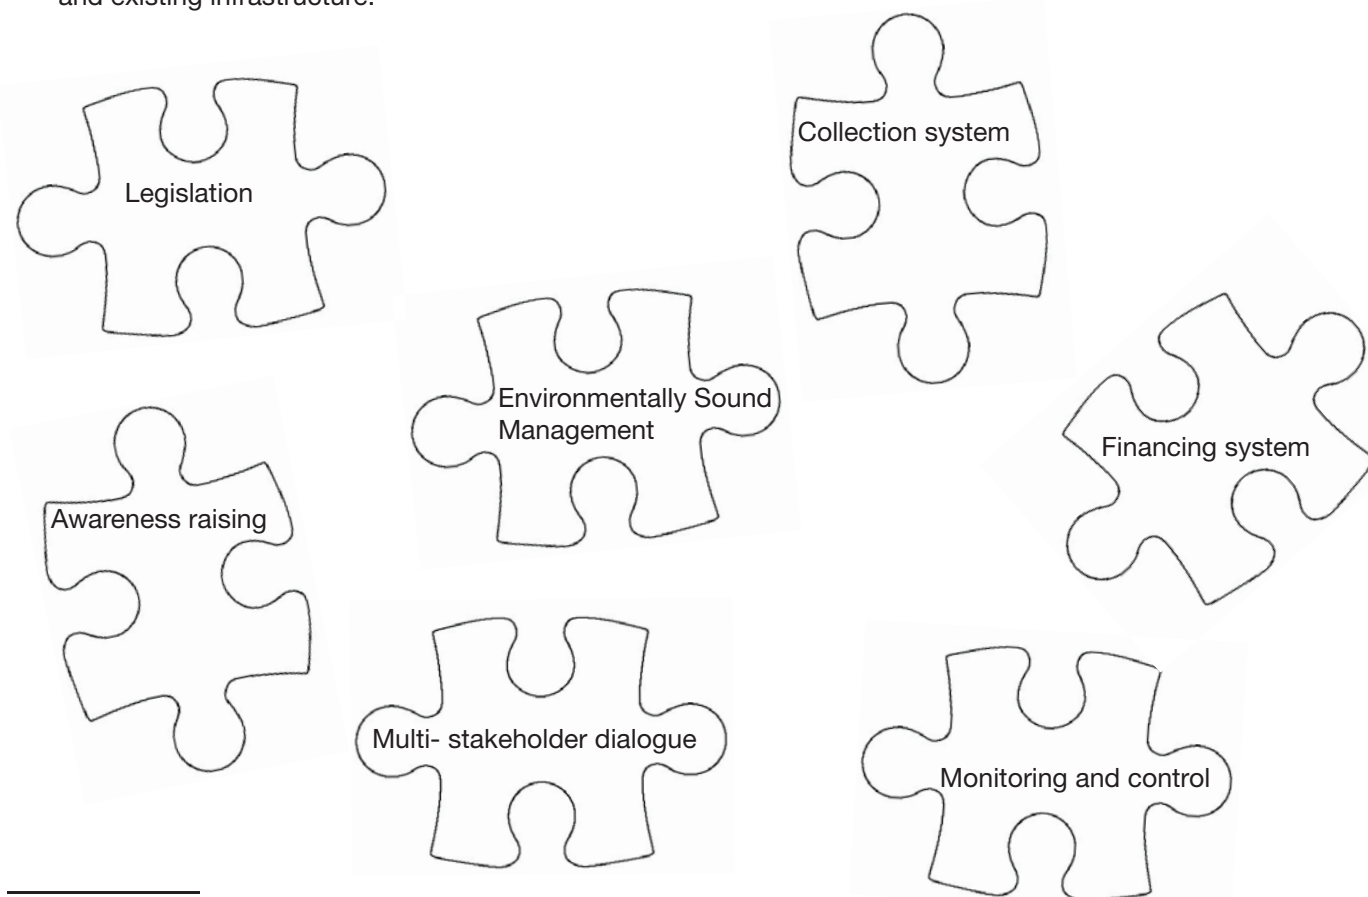 and existing infrastructure.
Collection system
Legislation
Environmentally Sound
Management
Financing system
Awareness raising
Multi- stakeholder dialogue
Monitoring and control